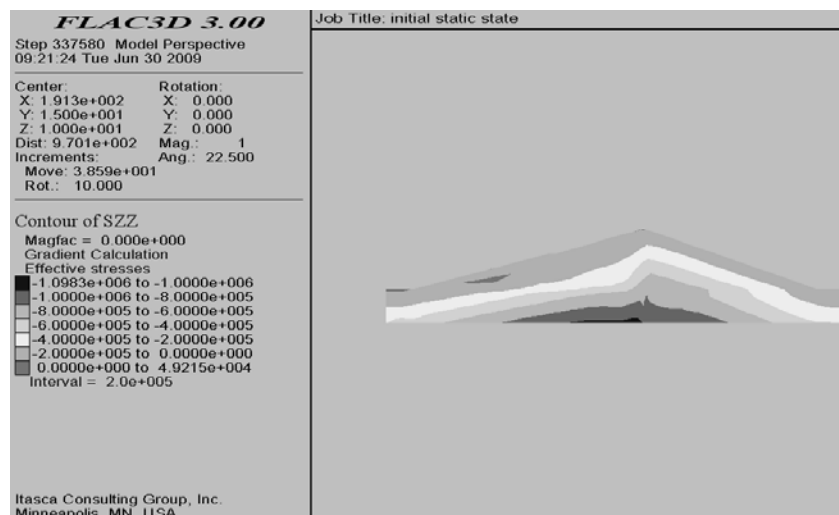 FLAC3D 3.00
Step 337580 Model Perspective
09:21:24 Tue Jun 30 2009
Center: Rotation:
X: 1.913e+002 X: 0.000
Y: 1.500e+001 Y: 0.000
Z: 1.000e+001 Z: 0.000
Dist: 9.701e+002 Mag.: 1
Increments: Ang.: 22.500
Move: 3.859e+001
Rot.: 10.000
Contour of SZZ
Magfac = 0.000e+000
Gradient Calculation
Effective stresses
-1.0983e+006 to -1.0000e+006
-1.0000e+006 to -8.0000e+005
-8.0000e+005 to -6.0000e+005
-6.0000e+005 to -4.0000e+005
-4.0000e+005 to -2.0000e+005
-2.0000e+005 to 0.0000e+000
0.0000e+000 to 4.9215e+004
Interval = 2.0e+005
Itasca Consulting Group, Inc.
Minneapolis, MN USA
Job Title: initial static state